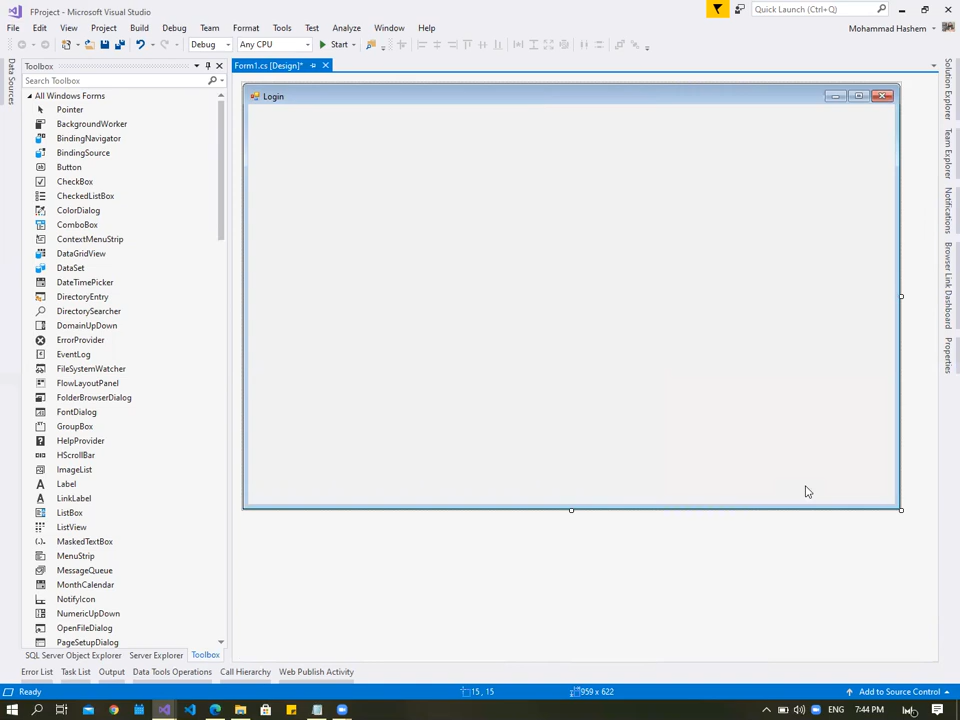 FProject - Microsoft Visual Studio
Quick Launch (Ctrl+Q)
File Edit View Project Build Debug Team Format Tools Test Analyze Window Help
Mohammad Hashem
Debug Any CPU Start
Data Sources
Toolbox
Search Toolbox
All Windows Forms
Pointer
BackgroundWorker
BindingNavigator
BindingSource
Button
CheckBox
CheckedListBox
ColorDialog
ComboBox
ContextMenuStrip
DataGridView
DataSet
DateTimePicker
DirectoryEntry
DirectorySearcher
DomainUpDown
ErrorProvider
EventLog
FileSystemWatcher
FlowLayoutPanel
FolderBrowserDialog
FontDialog
GroupBox
HelpProvider
HScrollBar
ImageList
Label
LinkLabel
ListBox
ListView
MaskedTextBox
MenuStrip
MessageQueue
MonthCalendar
NotifyIcon
NumericUpDown
OpenFileDialog
PageSetupDialog
SQL Server Object Explorer Server Explorer Toolbox
Form1.cs [Design]*
Login
Solution Explorer
Team Explorer
Notifications
Browser Link Dashboard
Properties
Error List Task List Output Data Tools Operations Call Hierarchy Web Publish Activity
Ready 15 , 15 959 x 622 Add to Source Control
ENG 7:44 PM